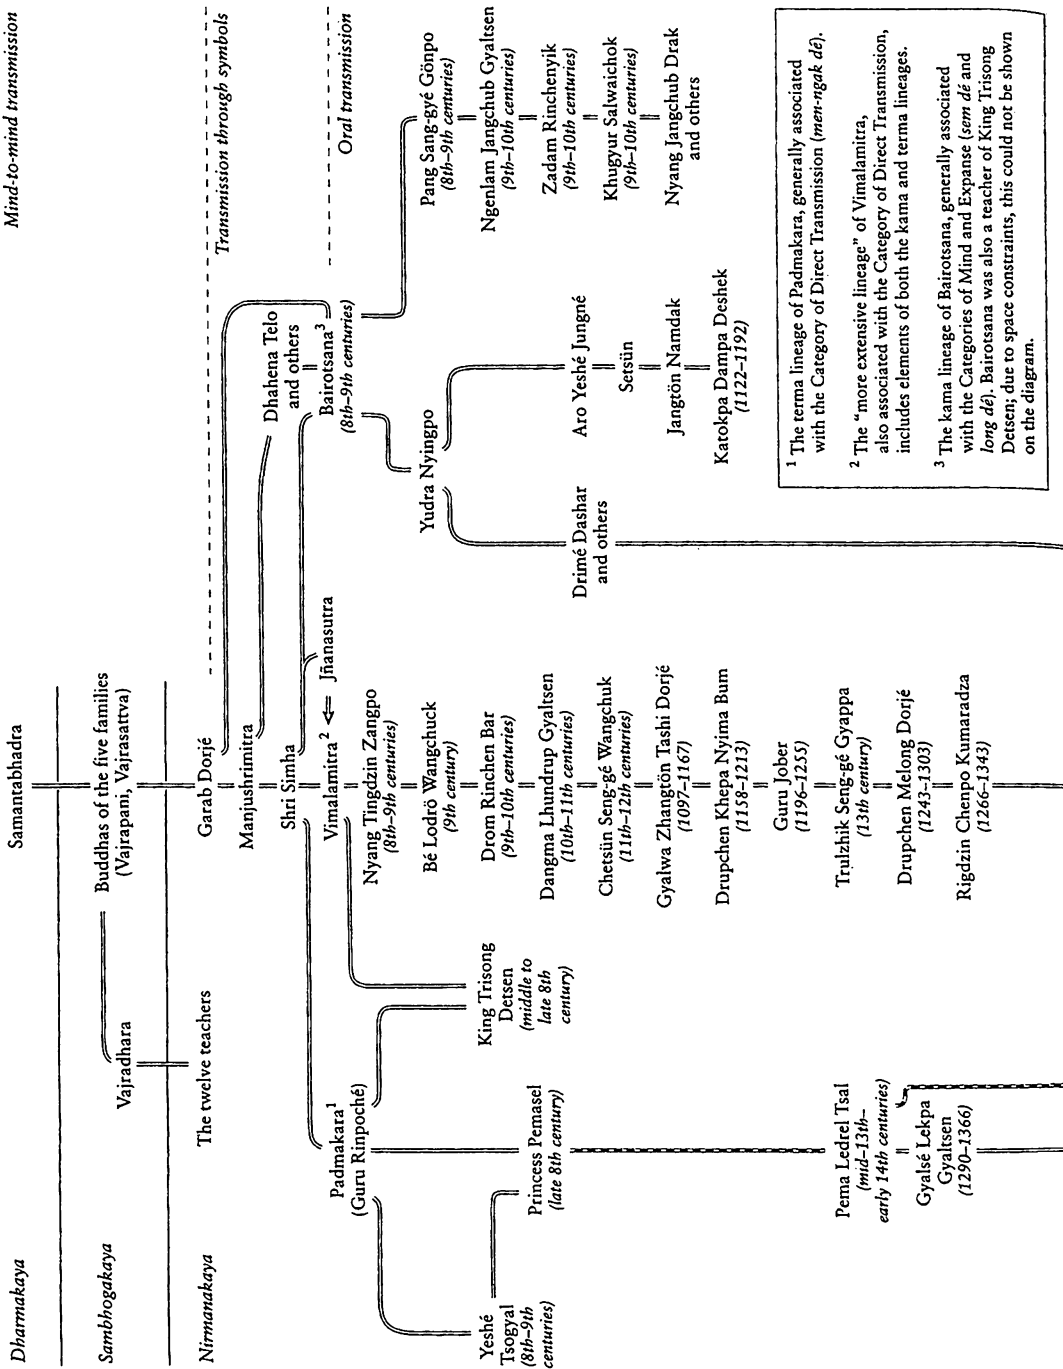 Dharmakaya
Samantabhadra
Mind-to-mind transmission
Sambhogakaya
Vajradhara
Buddhas of the five families
(Vajrapani, Vajrasattva)
Nirmanakaya
The twelve teachers
Garab Dorjé
Transmission through symbols
Manjushrimitra
Dhahena Telo
and others
Shri Simha
Bairotsana³
(8th–9th centuries)
Oral transmission
Padmakara¹
(Guru Rinpoché)
Vimalamitra²
Jñanasutra
Nyang Tingdzin Zangpo
(8th–9th centuries)
Yudra Nyingpo
Pang Sang-gyé Gönpo
(8th–9th centuries)
Bé Lodrö Wangchuck
(9th century)
Ngenlam Jangchub Gyaltsen
(9th–10th centuries)
Yeshé
Tsogyal
(8th–9th
centuries)
Princess Pemasel
(late 8th century)
King Trisong
Detsen
(middle to
late 8th
century)
Drom Rinchen Bar
(9th–10th centuries)
Zadam Rinchenyik
(9th–10th centuries)
Dangma Lhundrup Gyaltsen
(10th–11th centuries)
Drimé Dashar
and others
Aro Yeshé Jungné
Khugyur Salwaichok
(9th–10th centuries)
Chetsün Seng-gé Wangchuk
(11th–12th centuries)
Setsün
Nyang Jangchub Drak
and others
Gyalwa Zhangtön Tashi Dorjé
(1097–1167)
Jangtön Namdak
Drupchen Khepa Nyima Bum
(1158–1213)
Katokpa Dampa Deshek
(1122–1192)
Guru Jober
(1196–1255)
Pema Ledrel Tsal
(mid–13th–
early 14th centuries)
Trulzhik Seng-gé Gyappa
(13th century)
Gyalsé Lekpa
Gyaltsen
(1290–1366)
Drupchen Melong Dorjé
(1243–1303)
Rigdzin Chenpo Kumaradza
(1266–1343)
¹ The terma lineage of Padmakara, generally associated
with the Category of Direct Transmission (men-ngak dé).
² The “more extensive lineage” of Vimalamitra,
also associated with the Category of Direct Transmission,
includes elements of both the kama and terma lineages.
³ The kama lineage of Bairotsana, generally associated
with the Categories of Mind and Expanse (sem dé and
long dé). Bairotsana was also a teacher of King Trisong
Detsen; due to space constraints, this could not be shown
on the diagram.